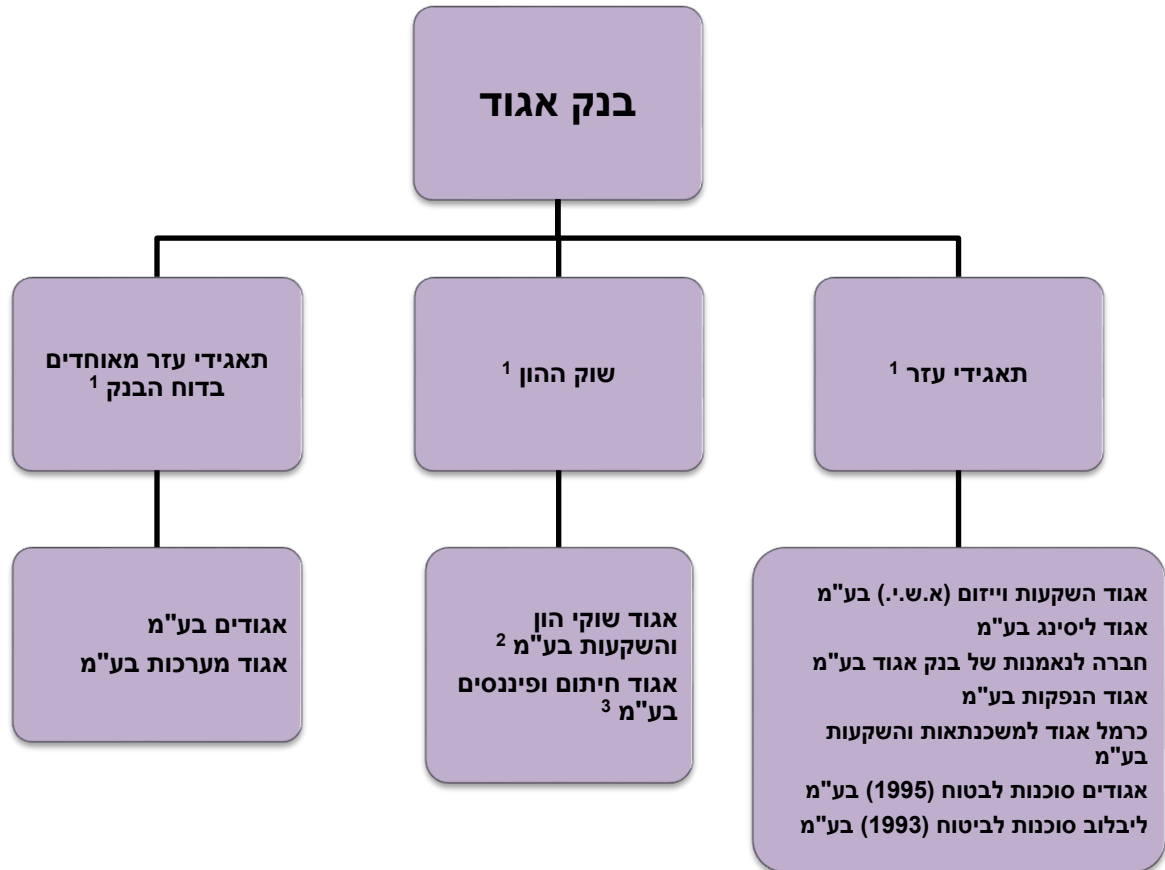 בנק אגוד
תאגידי עזר 1
שוק ההון 1
תאגידי עזר מאוחדים
בדוח הבנק 1
אגוד השקעות וייזום (א.ש.י.) בע"מ
אגוד ליסינג בע"מ
חברה לנאמנות של בנק אגוד בע"מ
אגוד הנפקות בע"מ
כרמל אגוד למשכנתאות והשקעות
בע"מ
אגודים סוכנות לבטוח (1995) בע"מ
ליבלוב סוכנות לביטוח (1993) בע"מ
אגוד שוקי הון
והשקעות בע"מ 2
אגוד חיתום ופיננסים
בע"מ 3
אגודים בע"מ
אגוד מערכות בע"מ